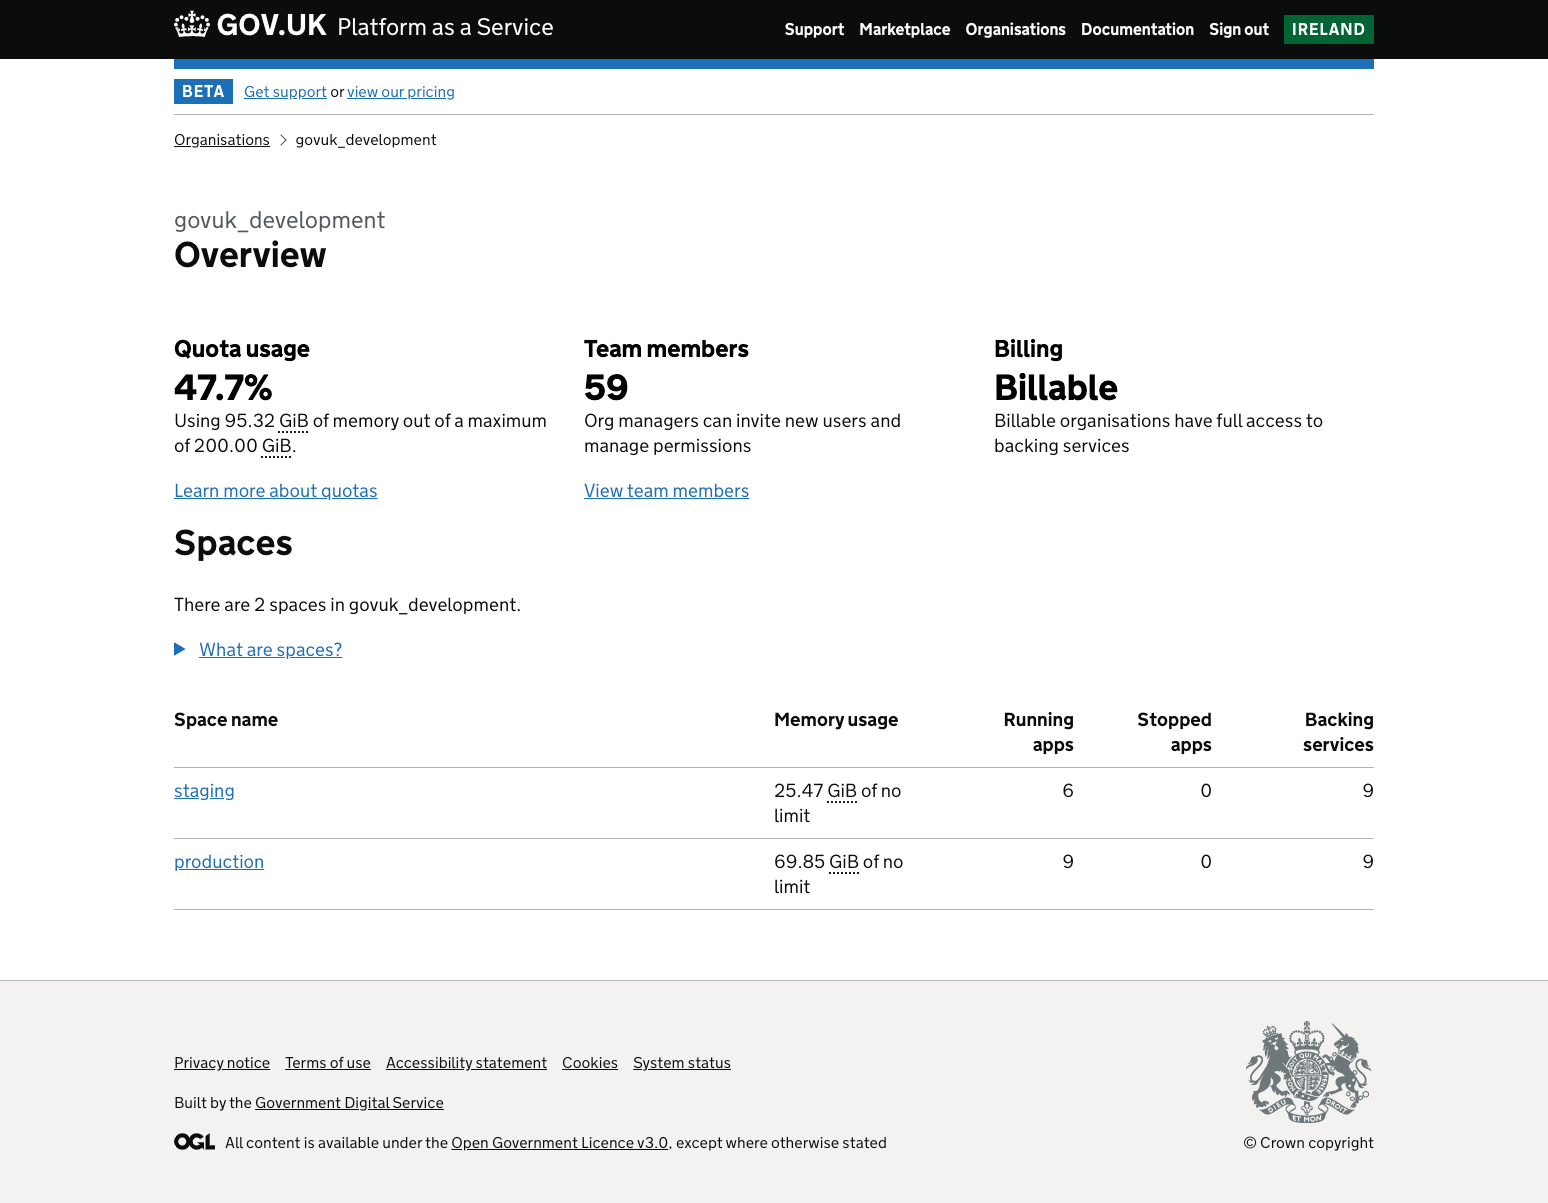 GOV.UK Platform as a Service
Support Marketplace Organisations Documentation Sign out IRELAND
BETA Get support or view our pricing
Organisations > govuk_development
govuk_development
Overview
Quota usage
47.7%
Using 95.32 GiB of memory out of a maximum
of 200.00 GiB.
Learn more about quotas
Team members
59
Org managers can invite new users and
manage permissions
View team members
Billing
Billable
Billable organisations have full access to
backing services
Spaces
There are 2 spaces in govuk_development.
What are spaces?
Space name Memory usage Running apps Stopped apps Backing services
staging 25.47 GiB of no limit 6 0 9
production 69.85 GiB of no limit 9 0 9
Privacy notice Terms of use Accessibility statement Cookies System status
Built by the Government Digital Service
OGL All content is available under the Open Government Licence v3.0, except where otherwise stated
DIEU ET MON DROIT
© Crown copyright